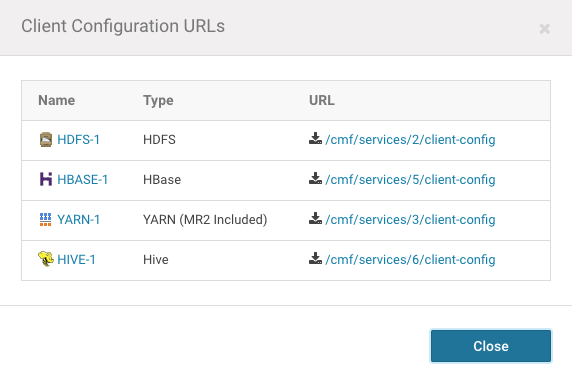 Client Configuration URLs
Name Type URL
HDFS-1 HDFS /cmf/services/2/client-config
HBASE-1 HBase /cmf/services/5/client-config
YARN-1 YARN (MR2 Included) /cmf/services/3/client-config
HIVE-1 Hive /cmf/services/6/client-config
Close